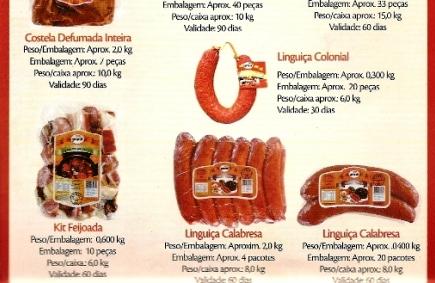 Costela Defumada Inteira
Peso/Embalagem: Aprox. 2,0 kg
Embalagem: Aprox. 7 peças
Peso/caixa aprox.: 10,0 kg
Validade: 90 dias
Embalagem: Aprox.: 40 peças
Peso/caixa aprox.: 10 kg
Validade: 90 dias
Embalagem: Aprox. 33 peças
Peso/caixa aprox.: 15,0 kg
Validade: 60 dias
Linguiça Colonial
Peso/Embalagem: Aprox. 0,300 kg
Embalagem: Aprox. 20 peças
Peso/caixa aprox.: 6,0 kg
Validade: 30 dias
Kit Feijoada
Peso/Embalagem: 0,600 kg
Embalagem: 10 peças
Peso/caixa.: 6,0 kg
Validade: 60 dias
Linguiça Calabresa
Peso/Embalagem: Aproxim. 2,0 kg
Embalagem: Aprox. 4 pacotes
Peso/caixa aprox.: 8,0 kg
Validade: 60 dias
Linguiça Calabresa
Peso/Embalagem: Aprox..0400 kg
Embalagem: Aprox. 20 pacotes
Peso/caixa aprox.: 8,0 kg
Validade: 60 dias